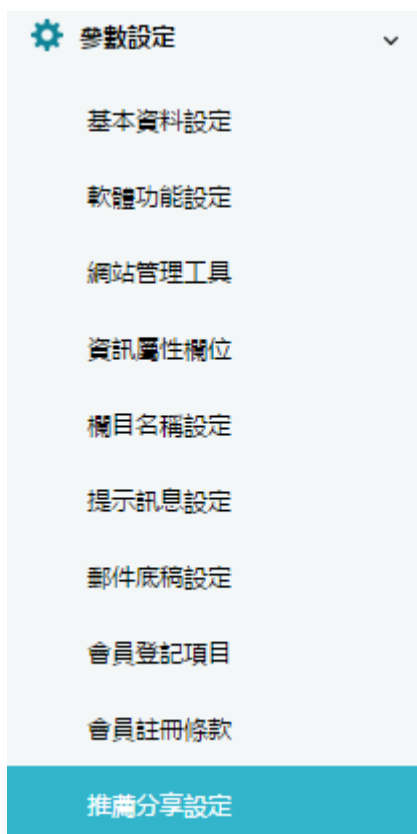 參數設定
基本資料設定
軟體功能設定
網站管理工具
資訊屬性欄位
欄目名稱設定
提示訊息設定
郵件底稿設定
會員登記項目
會員註冊條款
推薦分享設定